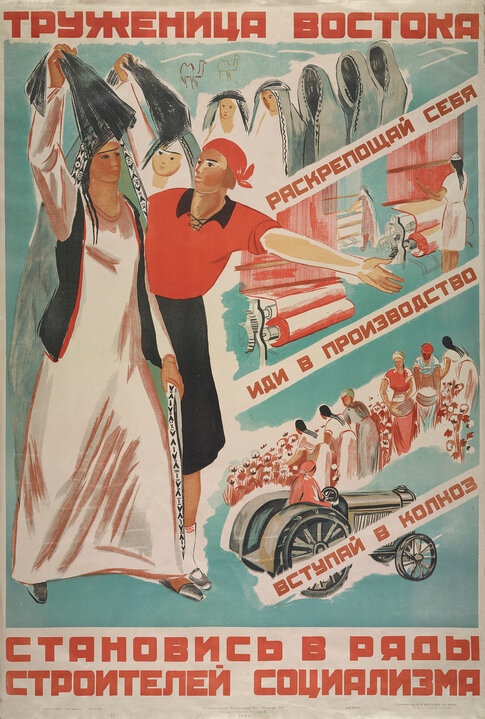 ТРУЖЕНИЦА ВОСТОКА
РАСКРЕПОЩАЙ СЕБЯ
ИДИ В ПРОИЗВОДСТВО
ВСТУПАЙ В КОЛХОЗ
СТАНОВИСЬ В РЯДЫ
СТРОИТЕЛЕЙ СОЦИАЛИЗМА